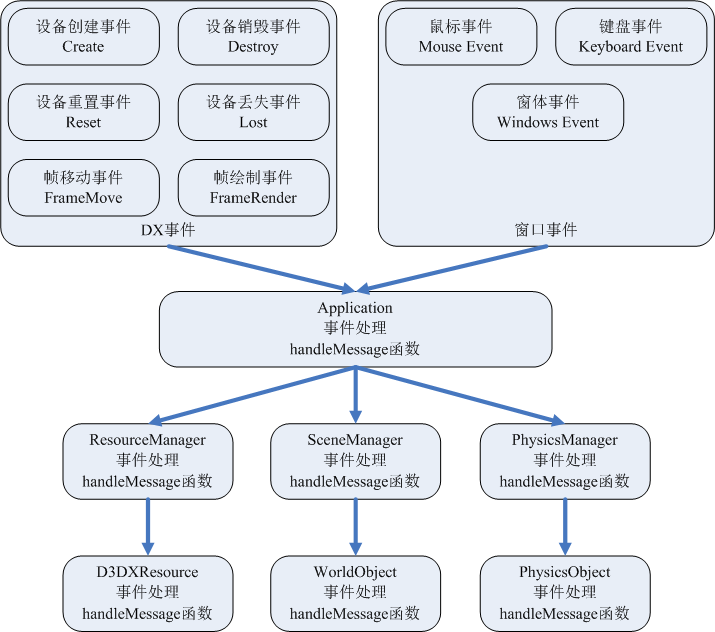 设备创建事件
Create
设备销毁事件
Destroy
设备重置事件
Reset
设备丢失事件
Lost
帧移动事件
FrameMove
帧绘制事件
FrameRender
DX事件
鼠标事件
Mouse Event
键盘事件
Keyboard Event
窗体事件
Windows Event
窗口事件
Application
事件处理
handleMessage函数
ResourceManager
事件处理
handleMessage函数
SceneManager
事件处理
handleMessage函数
PhysicsManager
事件处理
handleMessage函数
D3DXResource
事件处理
handleMessage函数
WorldObject
事件处理
handleMessage函数
PhysicsObject
事件处理
handleMessage函数